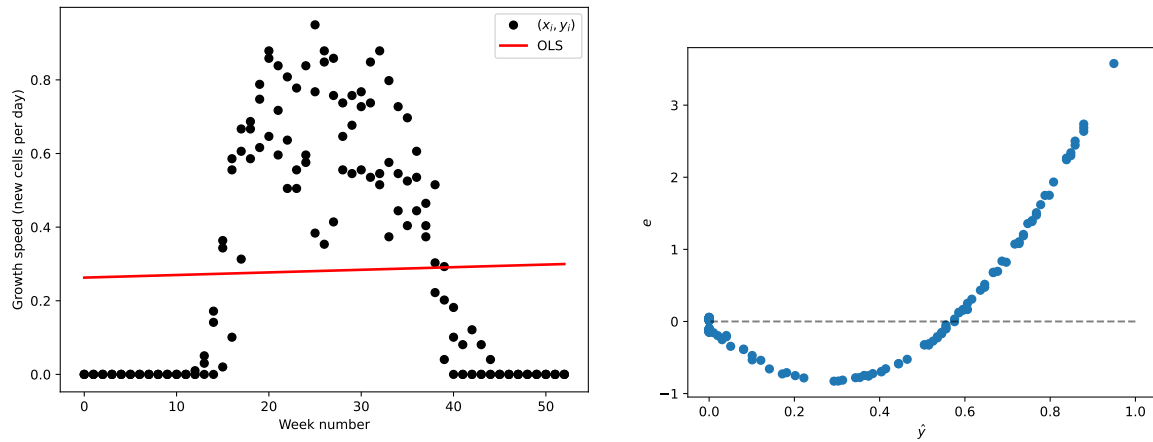 (x_i, y_i)
OLS
Growth speed (new cells per day)
0.8
0.6
0.4
0.2
0.0
0 10 20 30 40 50
Week number
e
3
2
1
0
−1
0.0 0.2 0.4 0.6 0.8 1.0
ŷ